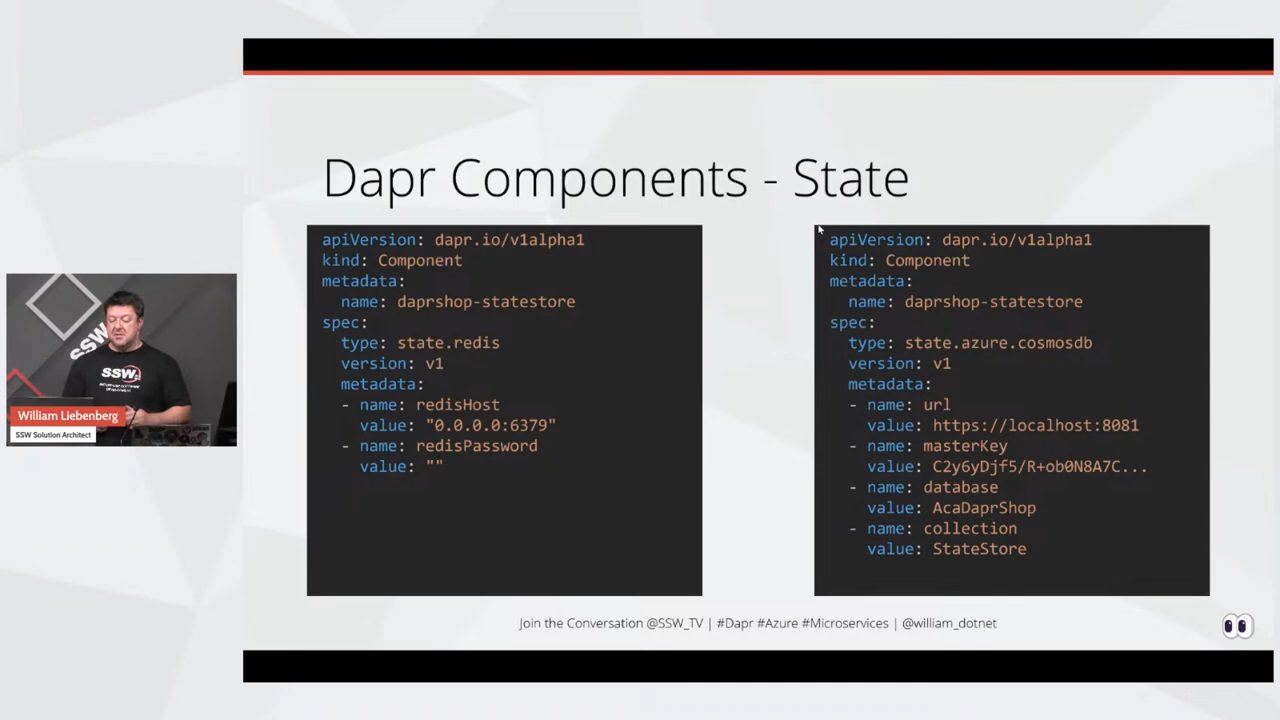 Dapr Components - State
apiVersion: dapr.io/v1alpha1
kind: Component
metadata:
name: daprshop-statestore
spec:
type: state.redis
version: v1
metadata:
- name: redisHost
value: "0.0.0.0:6379"
- name: redisPassword
value: ""
apiVersion: dapr.io/v1alpha1
kind: Component
metadata:
name: daprshop-statestore
spec:
type: state.azure.cosmosdb
version: v1
metadata:
- name: url
value: https://localhost:8081
- name: masterKey
value: C2y6yDjf5/R+ob0N8A7C...
- name: database
value: AcaDaprShop
- name: collection
value: StateStore
SSW
SSW
William Liebenberg
SSW Solution Architect
Join the Conversation @SSW_TV | #Dapr #Azure #Microservices | @william_dotnet